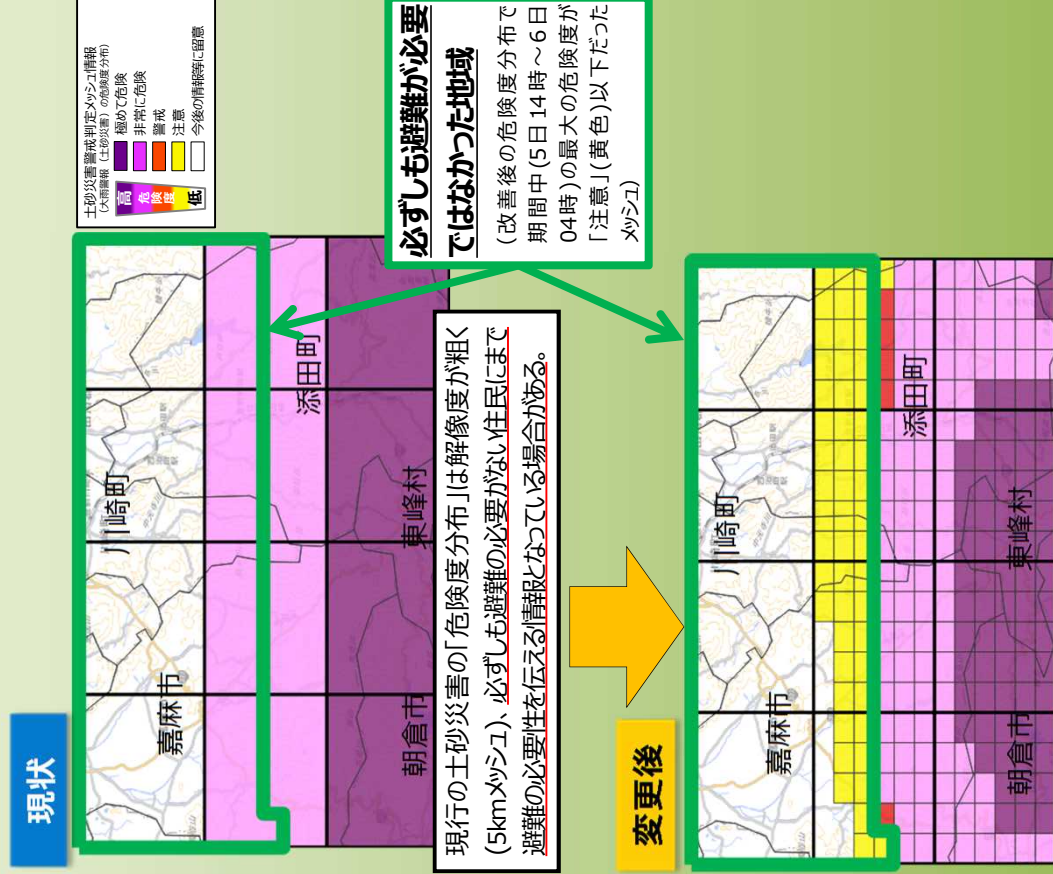 現状
土砂災害警戒判定メッシュ情報
(大雨警報(土砂災害)の危険度分布)
高
危険度
低
極めて危険
非常に危険
警戒
注意
今後の情報等に留意
川崎町
嘉麻市
添田町
東峰村
朝倉市
必ずしも避難が必要
ではなかった地域
(改善後の危険度分布で
期間中(5日14時~6日
04時)の最大の危険度が
「注意」(黄色)以下だった
メッシュ)
現行の土砂災害の「危険度分布」は解像度が粗く
(5kmメッシュ)、必ずしも避難の必要がない住民にまで
避難の必要性を伝える情報となっている場合がある。
変更後
川崎町
嘉麻市
添田町
東峰村
朝倉市